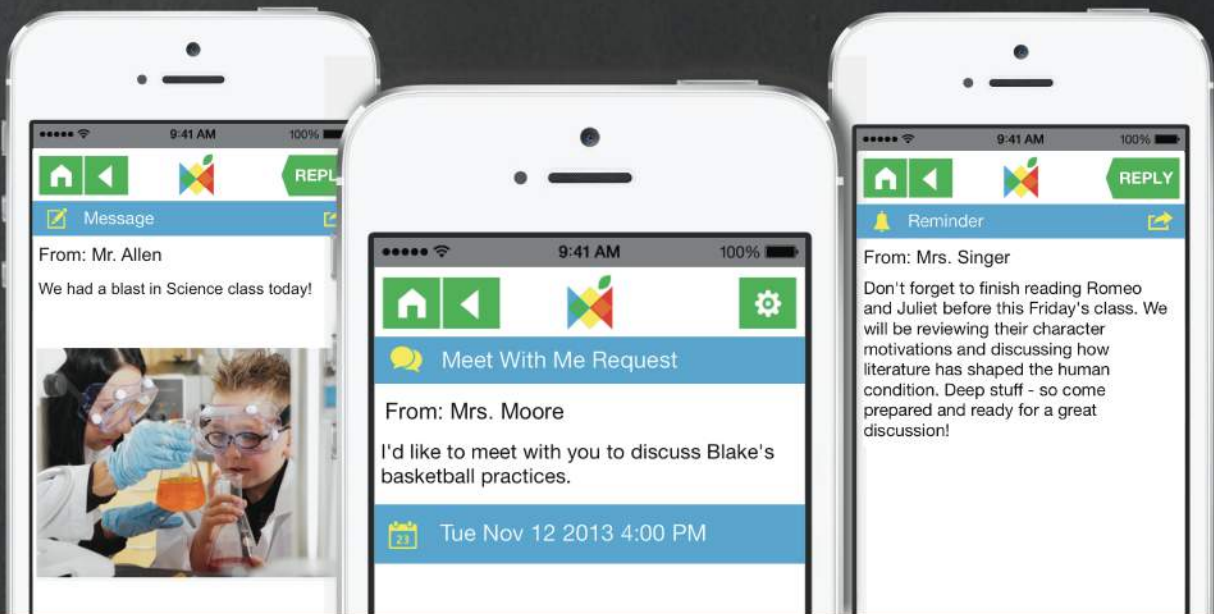 9:41 AM 100%
REPL
Message
From: Mr. Allen
We had a blast in Science class today!
9:41 AM 100%
Meet With Me Request
From: Mrs. Moore
I'd like to meet with you to discuss Blake's
basketball practices.
23
Tue Nov 12 2013 4:00 PM
9:41 AM 100%
REPLY
Reminder
From: Mrs. Singer
Don't forget to finish reading Romeo
and Juliet before this Friday's class. We
will be reviewing their character
motivations and discussing how
literature has shaped the human
condition. Deep stuff - so come
prepared and ready for a great
discussion!